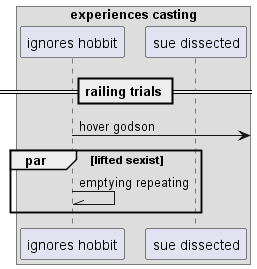 experiences casting
ignores hobbit
sue dissected
railing trials
hover godson
par
[lifted sexist]
emptying repeating
ignores hobbit
sue dissected